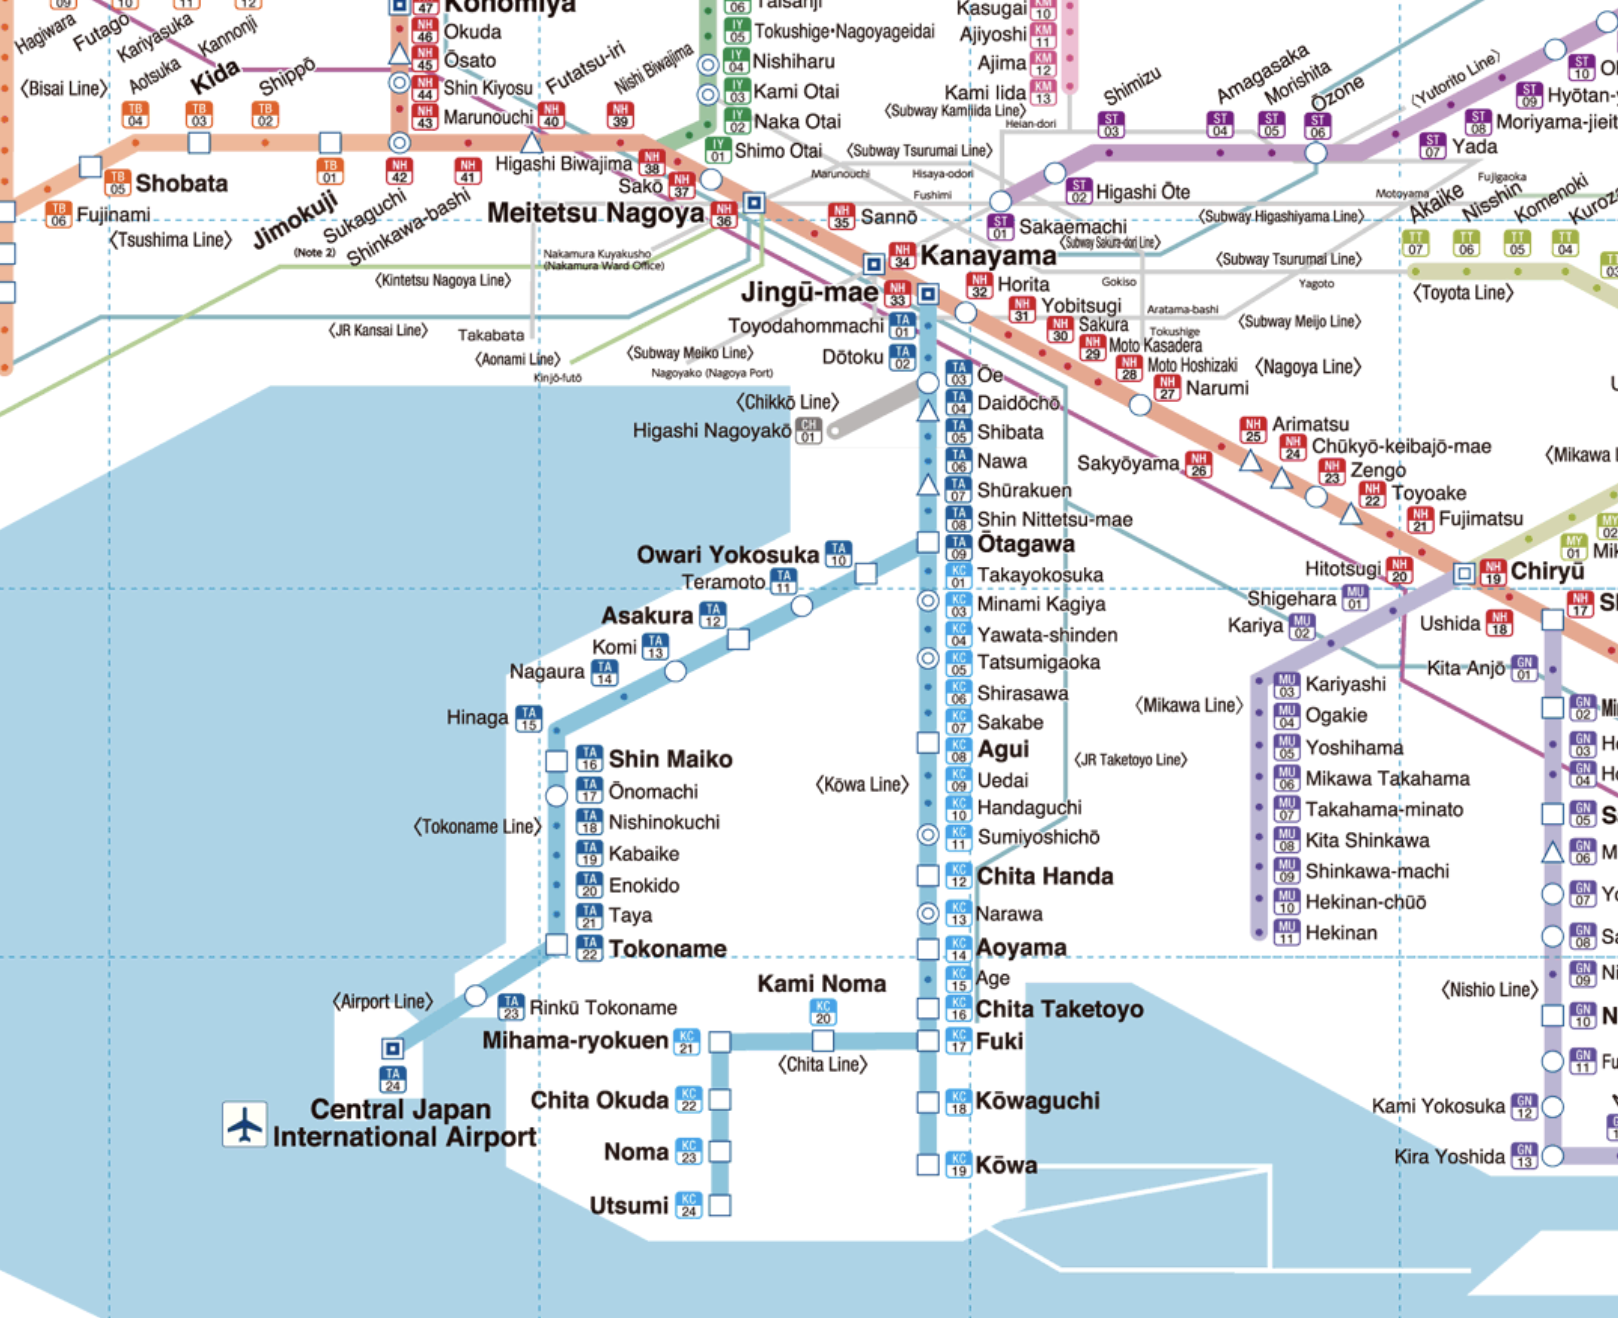 Konomiya
NH 47
Okuda
NH 46
Ōsato
NH 45
Shin Kiyosu
NH 44
Marunouchi
NH 43
Hagiwara
09
Futago
10
Kariyasuka
11
Kannonji
12
〈Bisai Line〉
Aotsuka
TB 04
Kida
TB 03
Shippō
TB 02
TB 01
Jimokuji
(Note 2)
TB 05
Shobata
TB 06
Fujinami
〈Tsushima Line〉
NH 42
Sukaguchi
NH 41
Shinkawa-bashi
Futatsu-iri
NH 40
Nishi Biwajima
NH 39
Higashi Biwajima
NH 38
Sakō
NH 37
Meitetsu Nagoya
NH 36
NH 35
Sannō
NH 34
Kanayama
Jingū-mae
NH 33
Taisanji
06
IY 05
Tokushige•Nagoyageidai
IY 04
Nishiharu
IY 03
Kami Otai
IY 02
Naka Otai
IY 01
Shimo Otai
Kasugai
KM 10
Ajiyoshi
KM 11
Ajima
KM 12
Kami Iida
KM 13
〈Subway Kamiiida Line〉
Heian-dori
〈Subway Tsurumai Line〉
Marunouchi
Hisaya-odori
Fushimi
Shimizu
ST 03
Amagasaka
ST 04
Morishita
ST 05
Ōzone
ST 06
〈Yutorito Line〉
ST 10
ST 09
ST 08
Moriyama-jieit
ST 07
Yada
ST 02
Higashi Ōte
ST 01
Sakaemachi
〈Subway Sakura-dori Line〉
〈Subway Higashiyama Line〉
Motoyama
Fujigaoka
〈Subway Tsurumai Line〉
Akaike
TT 07
Nisshin
TT 06
Komenoki
TT 05
TT 04
〈Toyota Line〉
Nakamura Kuyakusho
(Nakamura Ward Office)
〈Kintetsu Nagoya Line〉
〈JR Kansai Line〉
Takabata
〈Aonami Line〉
Kinjō-futō
〈Subway Meiko Line〉
Nagoyako (Nagoya Port)
Gokiso
Yagoto
Aratama-bashi
Tokushige
〈Subway Meijo Line〉
NH 32
Horita
NH 31
Yobitsugi
NH 30
Sakura
NH 29
Moto Kasadera
NH 28
Moto Hoshizaki
〈Nagoya Line〉
NH 27
Narumi
Sakyōyama
NH 26
NH 25
Arimatsu
NH 24
Chūkyō-keibajō-mae
NH 23
Zengo
NH 22
Toyoake
NH 21
Fujimatsu
Hitotsugi
NH 20
NH 19
Chiryū
Ushida
NH 18
NH 17
〈Mikawa L
MY 02
MY 01
Mik
Toyodahommachi
TA 01
Dōtoku
TA 02
TA 03
Ōe
TA 04
Daidōchō
〈Chikkō Line〉
Higashi Nagoyakō
CH 01
TA 05
Shibata
TA 06
Nawa
TA 07
Shūrakuen
TA 08
Shin Nittetsu-mae
TA 09
Ōtagawa
Owari Yokosuka
TA 10
Teramoto
TA 11
Asakura
TA 12
Komi
TA 13
Nagaura
TA 14
Hinaga
TA 15
TA 16
Shin Maiko
TA 17
Ōnomachi
TA 18
Nishinokuchi
〈Tokoname Line〉
TA 19
Kabaike
TA 20
Enokido
TA 21
Taya
TA 22
Tokoname
〈Airport Line〉
TA 23
Rinkū Tokoname
TA 24
Central Japan
International Airport
KC 01
Takayokosuka
KC 03
Minami Kagiya
KC 04
Yawata-shinden
KC 05
Tatsumigaoka
KC 06
Shirasawa
KC 07
Sakabe
KC 08
Agui
〈Kōwa Line〉
KC 09
Uedai
KC 10
Handaguchi
KC 11
Sumiyoshichō
KC 12
Chita Handa
KC 13
Narawa
KC 14
Aoyama
KC 15
Age
KC 16
Chita Taketoyo
KC 17
Fuki
KC 18
Kōwaguchi
KC 19
Kōwa
Kami Noma
KC 20
〈Chita Line〉
Mihama-ryokuen
KC 21
Chita Okuda
KC 22
Noma
KC 23
Utsumi
KC 24
〈JR Taketoyo Line〉
Shigehara
MU 01
Kariya
MU 02
〈Mikawa Line〉
MU 03
Kariyashi
MU 04
Ogakie
MU 05
Yoshihama
MU 06
Mikawa Takahama
MU 07
Takahama-minato
MU 08
Kita Shinkawa
MU 09
Shinkawa-machi
MU 10
Hekinan-chūō
MU 11
Hekinan
Kita Anjō
GN 01
GN 02
GN 03
GN 04
GN 05
GN 06
GN 07
GN 08
GN 09
〈Nishio Line〉
GN 10
GN 11
Kami Yokosuka
GN 12
Kira Yoshida
GN 13